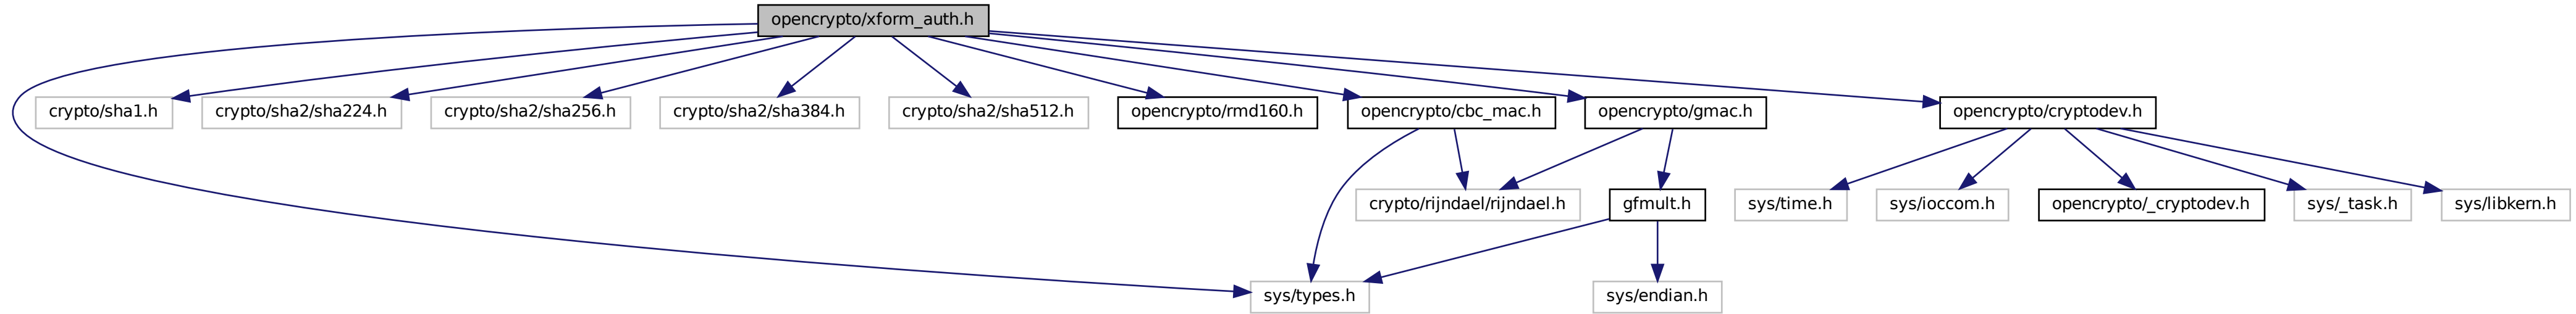 opencrypto/xform_auth.h
crypto/sha1.h
crypto/sha2/sha224.h
crypto/sha2/sha256.h
crypto/sha2/sha384.h
crypto/sha2/sha512.h
opencrypto/rmd160.h
opencrypto/cbc_mac.h
opencrypto/gmac.h
opencrypto/cryptodev.h
crypto/rijndael/rijndael.h
gfmult.h
sys/time.h
sys/ioccom.h
opencrypto/_cryptodev.h
sys/_task.h
sys/libkern.h
sys/types.h
sys/endian.h